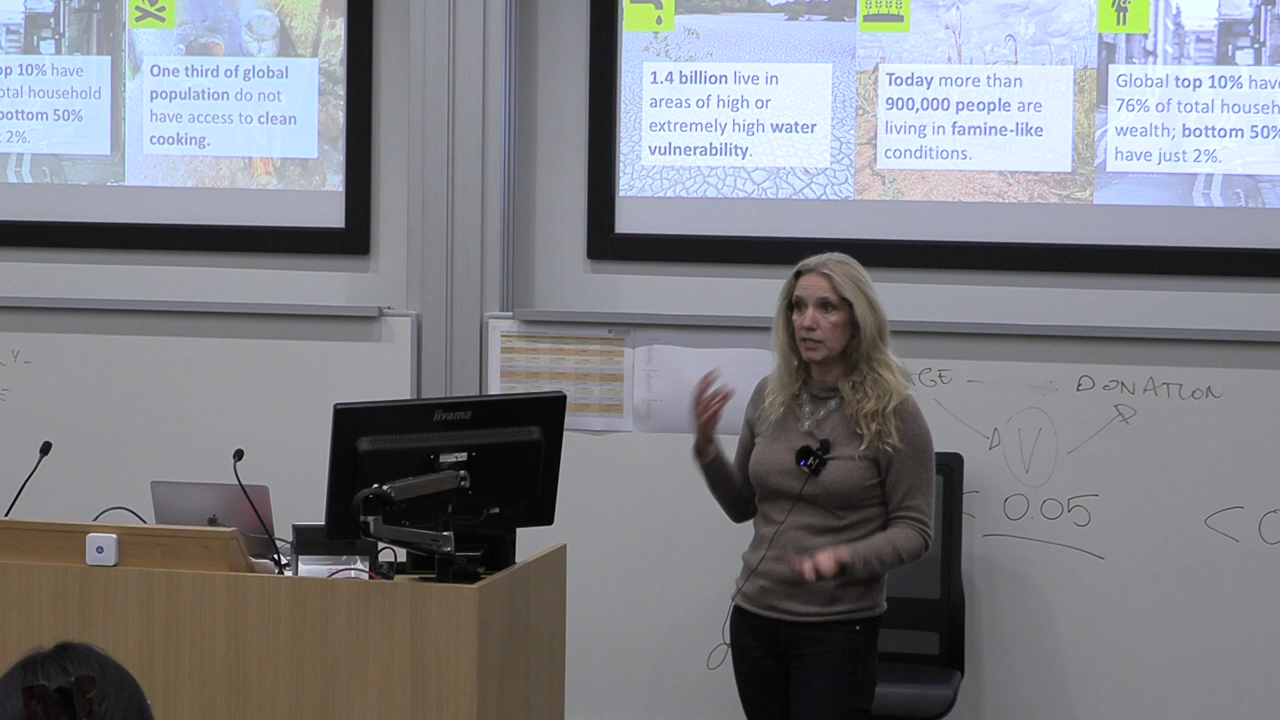 op 10% have
otal household
bottom 50%
2%.
One third of global
population do not
have access to clean
cooking.
1.4 billion live in
areas of high or
extremely high water
vulnerability.
Today more than
900,000 people are
living in famine-like
conditions.
Global top 10% have
76% of total househ
wealth; bottom 50%
have just 2%.
iiyama
GE
DONATION
V
< 0.05
< 0